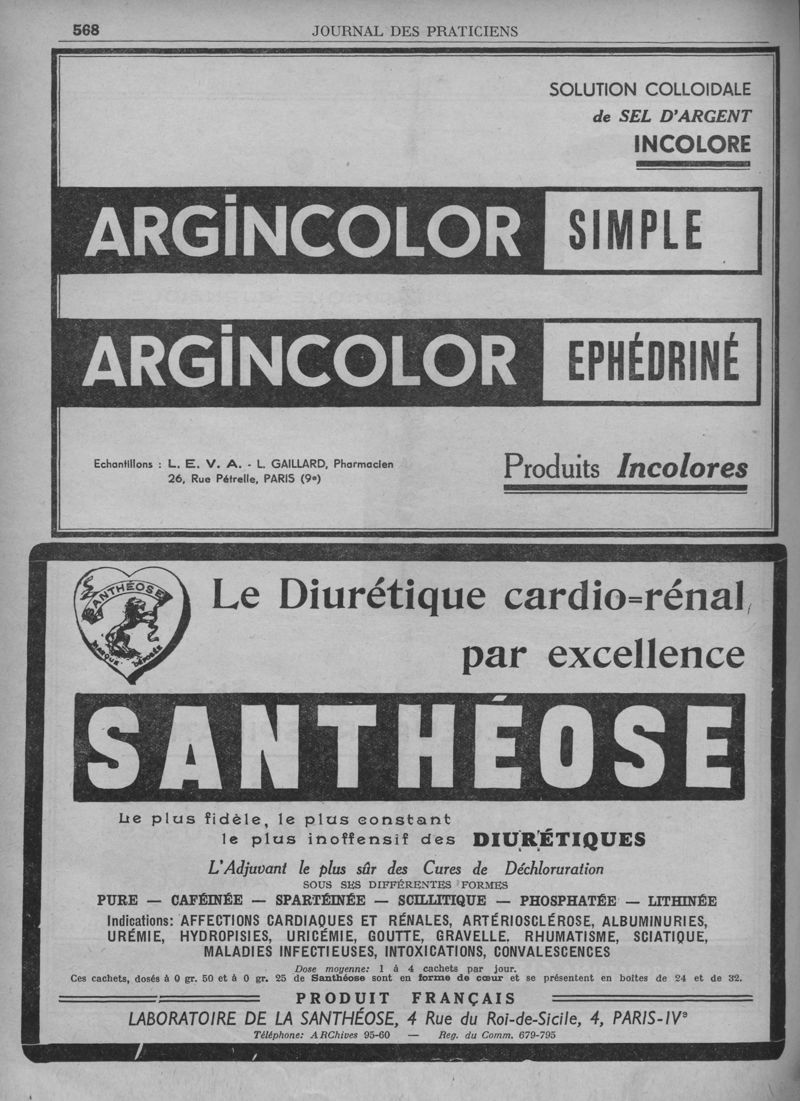 568
JOURNAL DES PRATICIENS
SOLUTION COLLOIDALE
de SEL D'ARGENT
INCOLORE
ARGINCOLOR SIMPLE
ARGINCOLOR EPHÉDRINÉ
Echantillons : L. E. V. A. - L. GAILLARD, Pharmacien
26, Rue Pétrelle, PARIS (9e)
Produits Incolores
SANTHÉOSE
MARQUE DÉPOSÉE
Le Diurétique cardio=rénal
par excellence
SANTHÉOSE
Le plus fidèle, le plus constant
le plus inoffensif des DIURÉTIQUES
L'Adjuvant le plus sûr des Cures de Déchloruration
SOUS SES DIFFÉRENTES FORMES
PURE — CAFÉINÉE — SPARTÉINÉE — SCILLITIQUE — PHOSPHATÉE — LITHINÉE
Indications: AFFECTIONS CARDIAQUES ET RÉNALES, ARTÉRIOSCLÉROSE, ALBUMINURIES,
URÉMIE, HYDROPISIES, URICÉMIE, GOUTTE, GRAVELLE, RHUMATISME, SCIATIQUE,
MALADIES INFECTIEUSES, INTOXICATIONS, CONVALESCENCES
Dose moyenne: 1 à 4 cachets par jour.
Ces cachets, dosés à 0 gr. 50 et à 0 gr. 25 de Santhéose sont en forme de cœur et se présentent en boîtes de 24 et de 32.
PRODUIT FRANÇAIS
LABORATOIRE DE LA SANTHÉOSE, 4 Rue du Roi-de-Sicile, 4, PARIS-IVe
Téléphone: ARChives 95-60 — Reg. du Comm. 679-795